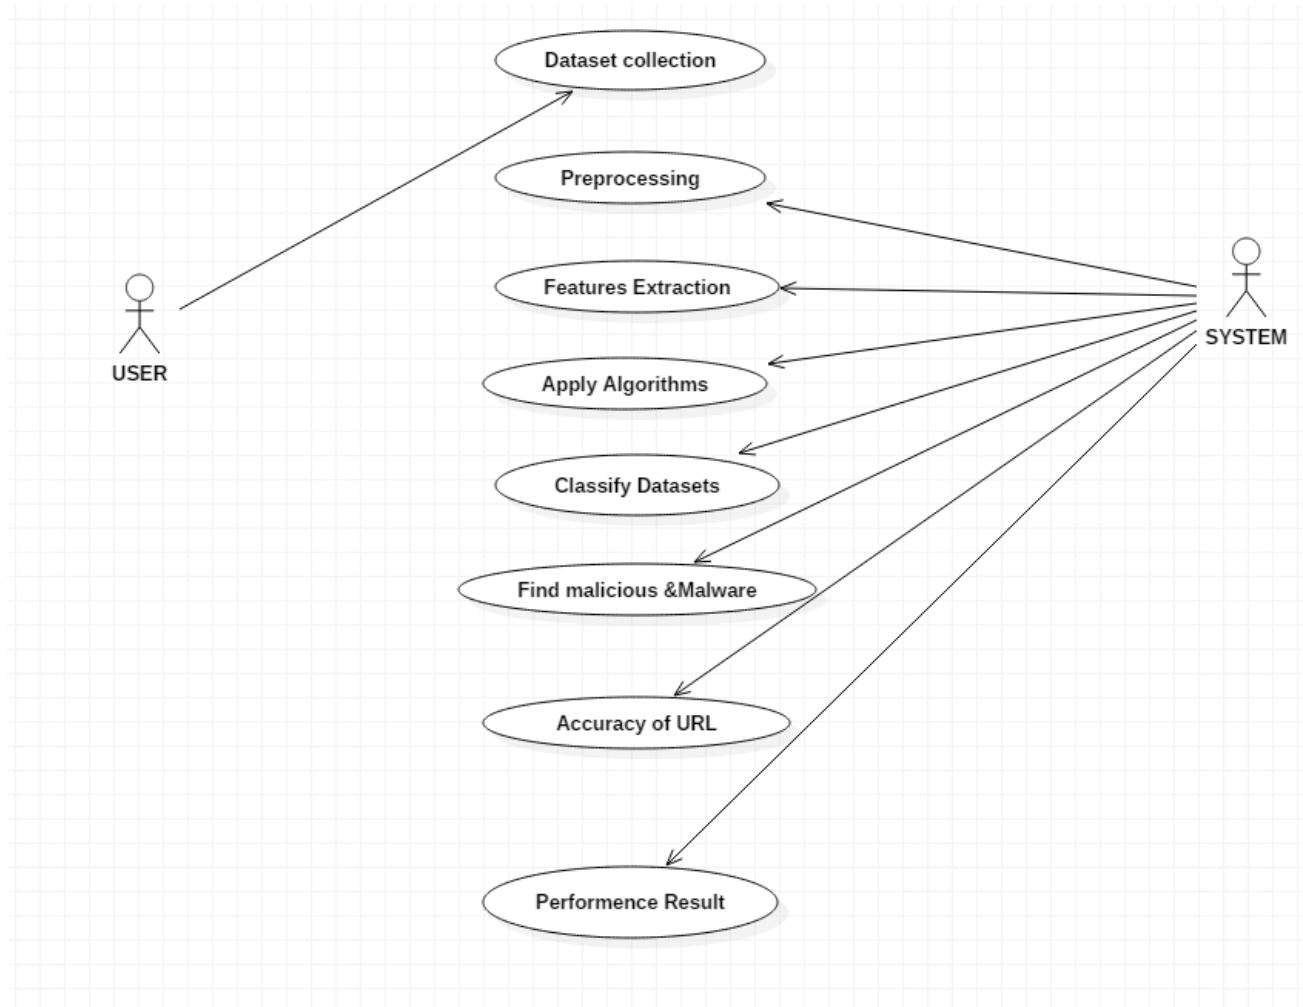 Dataset collection
Preprocessing
Features Extraction
SYSTEM
USER
Apply Algorithms
Classify Datasets
Find malicious &Malware
Accuracy of URL
Performence Result